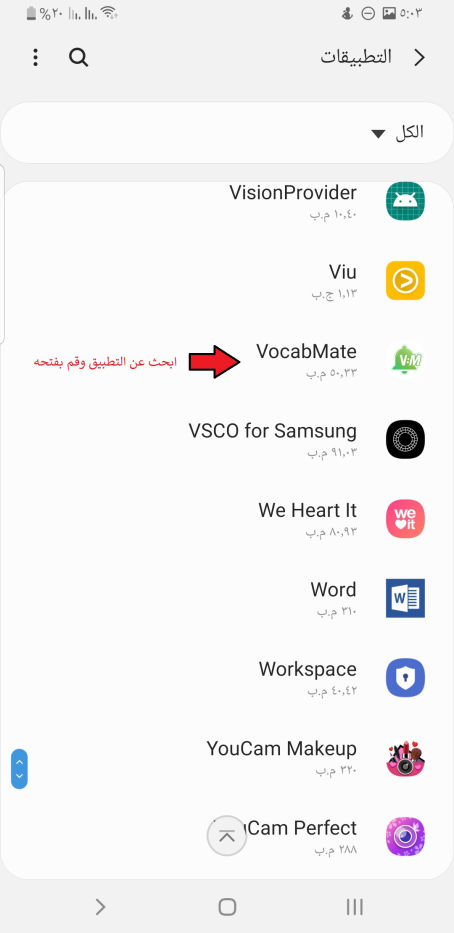 ٥:٠٣
%٢٠
التطبيقات
الكل
VisionProvider
١٠,٤٠ م.ب
Viu
١,١٣ ج.ب
VocabMate
٥٠,٣٣ م.ب
ابحث عن التطبيق وقم بفتحه
V:M
VSCO for Samsung
٩١,٠٣ م.ب
We Heart It
٨٠,٩٣ م.ب
we
it
Word
٣١٠ م.ب
W
Workspace
٤٠,٤٢ م.ب
YouCam Makeup
٣٢٠ م.ب
Cam Perfect
٢٨٨ م.ب